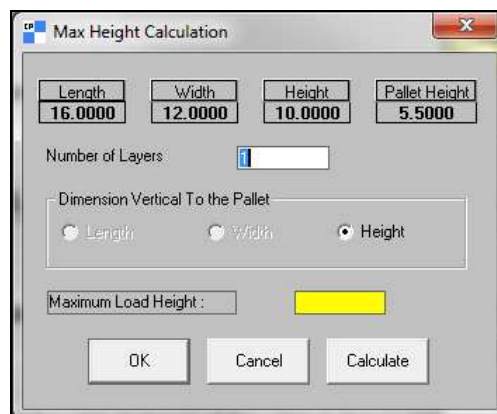 CP Max Height Calculation
Length Width Height Pallet Height
16.0000 12.0000 10.0000 5.5000
Number of Layers 1
Dimension Vertical To the Pallet
Length Width Height
Maximum Load Height :
OK Cancel Calculate